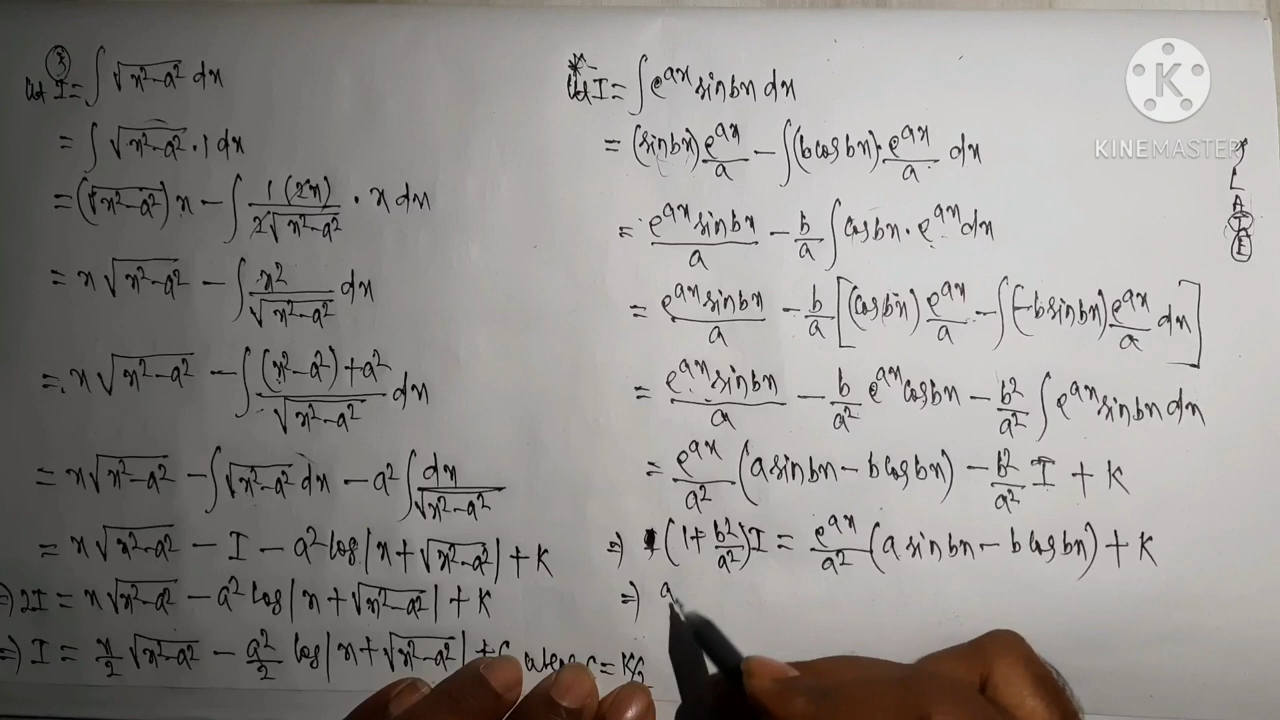 ③
Let I = ∫ √(x²-a²) dx
= ∫ √(x²-a²) · 1 dx
= (√(x²-a²)) x - ∫ 1(2x)/(2√(x²-a²)) · x dx
= x √(x²-a²) - ∫ x²/√(x²-a²) dx
= x √(x²-a²) - ∫ ((x²-a²)+a²)/√(x²-a²) dx
= x√(x²-a²) - ∫ √(x²-a²) dx - a² ∫ dx/√(x²-a²)
= x√(x²-a²) - I - a² log|x+√(x²-a²)| + K
⇒ 2I = x√(x²-a²) - a² log|x+√(x²-a²)| + K
⇒ I = x/2 √(x²-a²) - a²/2 log|x+√(x²-a²)| + C where C = K/2
Let I = ∫ e^(ax) sin bx dx
= (sin bx) e^(ax)/a - ∫ (b cos bx) · e^(ax)/a dx
= e^(ax) sin bx/a - b/a ∫ cos bx · e^(ax) dx
= e^(ax) sin bx/a - b/a [(cos bx) e^(ax)/a - ∫ (-b sin bx) e^(ax)/a dx]
= e^(ax) sin bx/a - b/a² e^(ax) cos bx - b²/a² ∫ e^(ax) sin bx dx
= e^(ax)/a² (a sin bx - b cos bx) - b²/a² I + K
⇒ (1 + b²/a²) I = e^(ax)/a² (a sin bx - b cos bx) + K
⇒ a
K
KINEMASTER
I
L
A
T
E